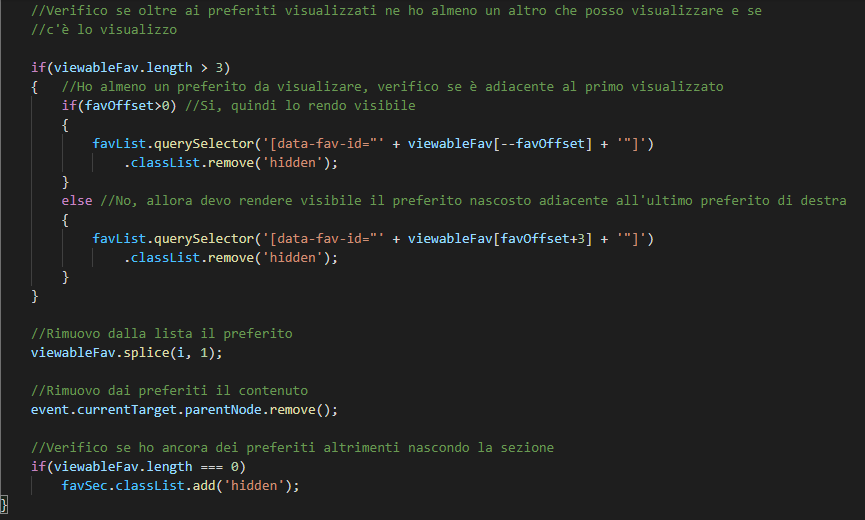 //Verifico se oltre ai preferiti visualizzati ne ho almeno un altro che posso visualizzare e se
//c'è lo visualizzo
if(viewableFav.length > 3)
{ //Ho almeno un preferito da visualizare, verifico se è adiacente al primo visualizzato
if(favOffset>0) //Si, quindi lo rendo visibile
{
favList.querySelector('[data-fav-id="' + viewableFav[--favOffset] + '"]')
.classList.remove('hidden');
}
else //No, allora devo rendere visibile il preferito nascosto adiacente all'ultimo preferito di destra
{
favList.querySelector('[data-fav-id="' + viewableFav[favOffset+3] + '"]')
.classList.remove('hidden');
}
}
//Rimuovo dalla lista il preferito
viewableFav.splice(i, 1);
//Rimuovo dai preferiti il contenuto
event.currentTarget.parentNode.remove();
//Verifico se ho ancora dei preferiti altrimenti nascondo la sezione
if(viewableFav.length === 0)
favSec.classList.add('hidden');
}